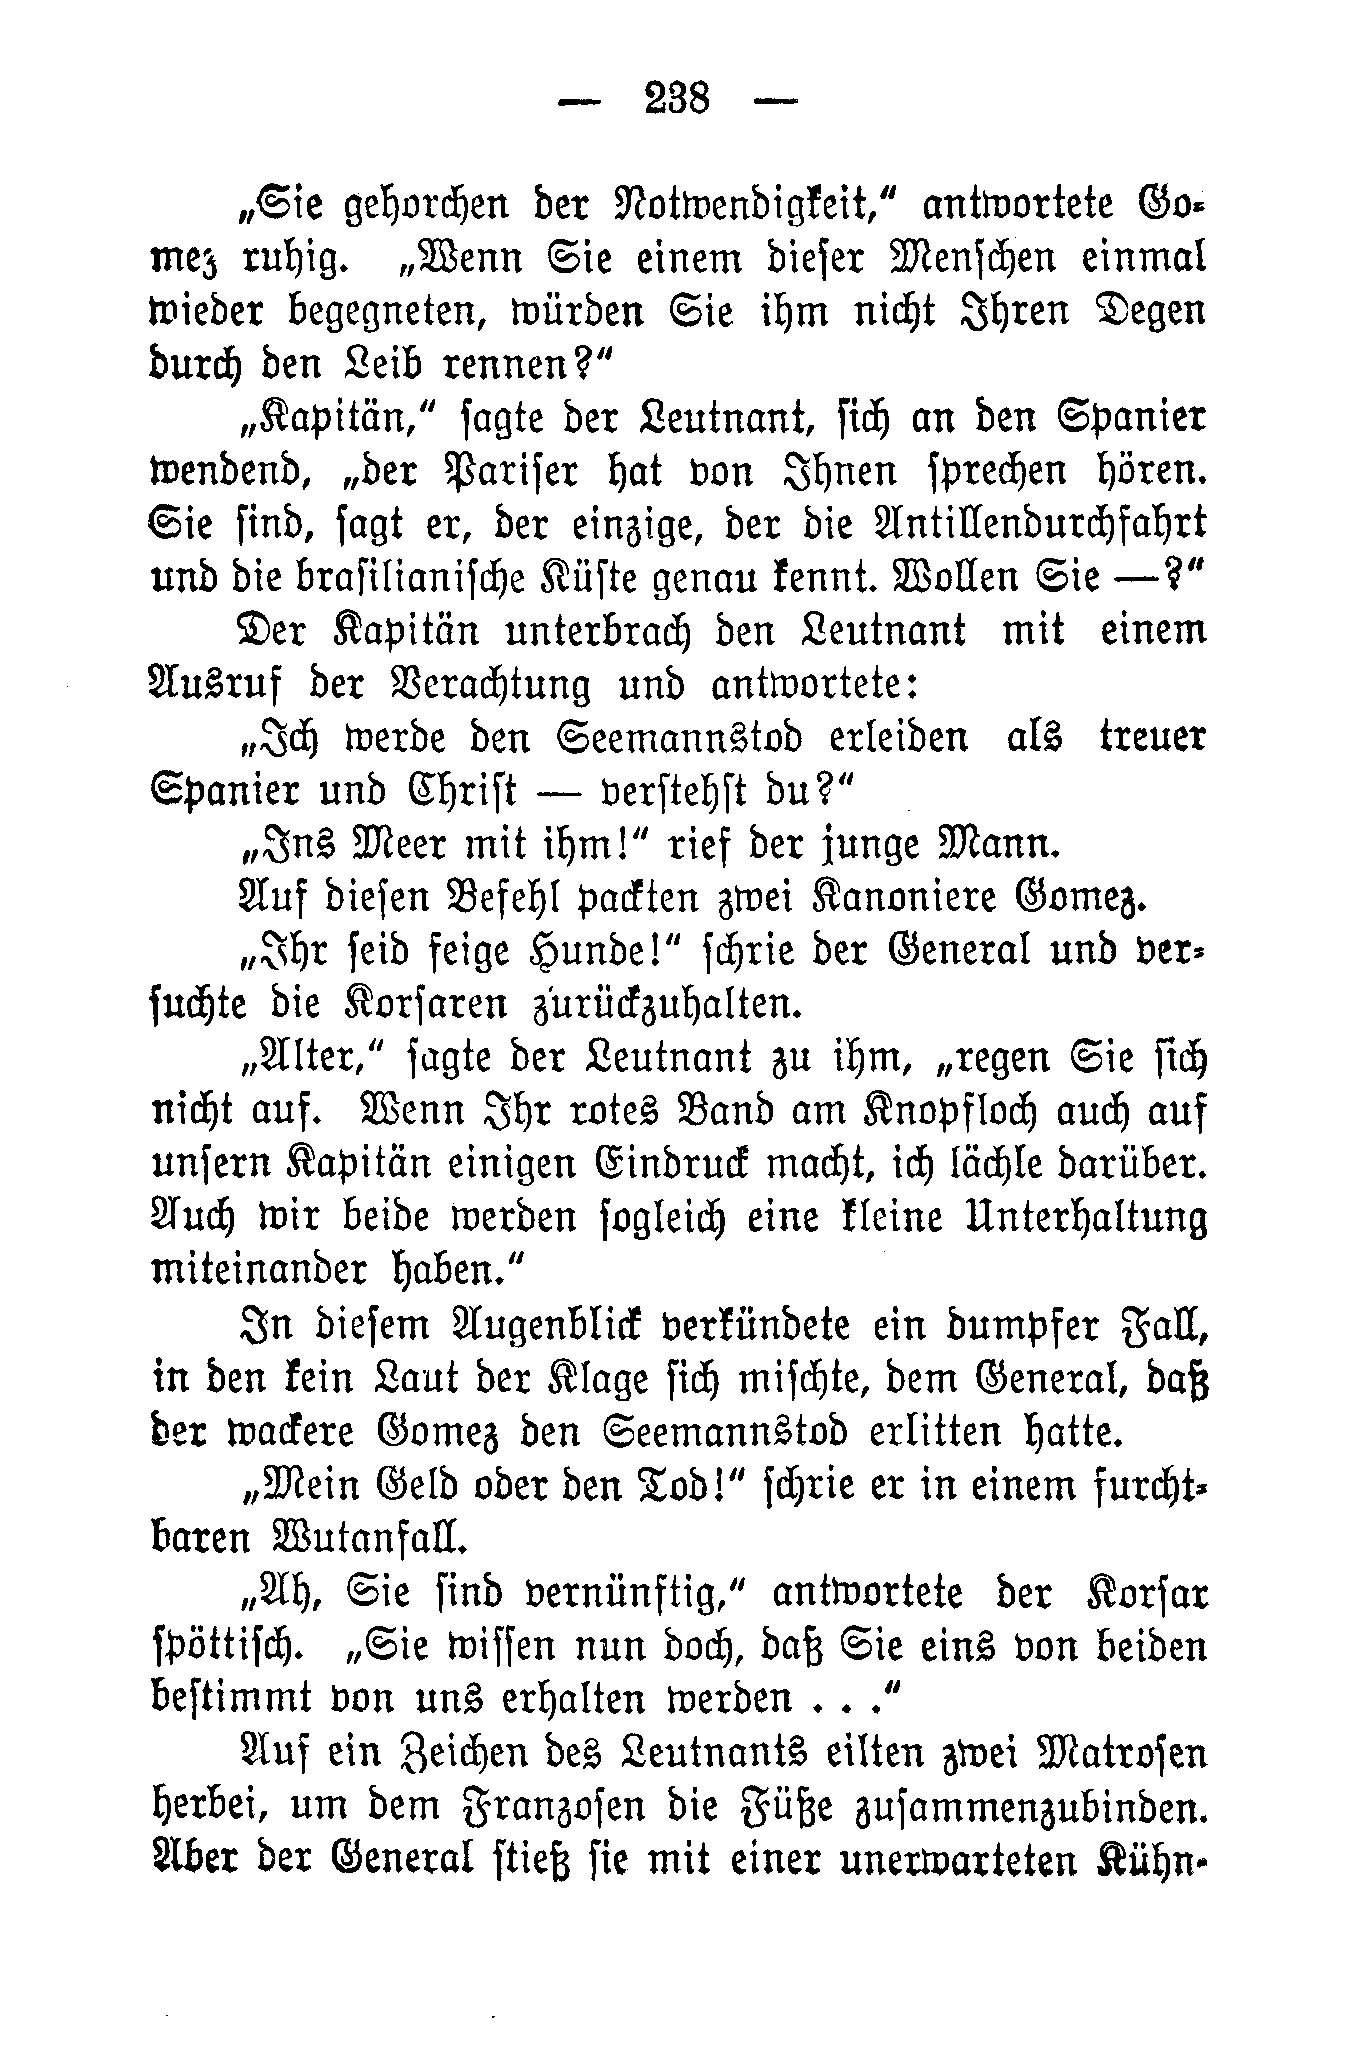 — 238 —
„Sie gehorchen der Notwendigkeit,“ antwortete Go-
mez ruhig. „Wenn Sie einem dieser Menschen einmal
wieder begegneten, würden Sie ihm nicht Ihren Degen
durch den Leib rennen?“
„Kapitän,“ sagte der Leutnant, sich an den Spanier
wendend, „der Pariser hat von Ihnen sprechen hören.
Sie sind, sagt er, der einzige, der die Antillendurchfahrt
und die brasilianische Küste genau kennt. Wollen Sie —?“
Der Kapitän unterbrach den Leutnant mit einem
Ausruf der Verachtung und antwortete:
„Ich werde den Seemannstod erleiden als treuer
Spanier und Christ — verstehst du?“
„Ins Meer mit ihm!“ rief der junge Mann.
Auf diesen Befehl packten zwei Kanoniere Gomez.
„Ihr seid feige Hunde!“ schrie der General und ver-
suchte die Korsaren zurückzuhalten.
„Alter,“ sagte der Leutnant zu ihm, „regen Sie sich
nicht auf. Wenn Ihr rotes Band am Knopfloch auch auf
unsern Kapitän einigen Eindruck macht, ich lächle darüber.
Auch wir beide werden sogleich eine kleine Unterhaltung
miteinander haben.“
In diesem Augenblick verkündete ein dumpfer Fall,
in den kein Laut der Klage sich mischte, dem General, daß
der wackere Gomez den Seemannstod erlitten hatte.
„Mein Geld oder den Tod!“ schrie er in einem furcht-
baren Wutanfall.
„Ah, Sie sind vernünftig,“ antwortete der Korsar
spöttisch. „Sie wissen nun doch, daß Sie eins von beiden
bestimmt von uns erhalten werden . . .“
Auf ein Zeichen des Leutnants eilten zwei Matrosen
herbei, um dem Franzosen die Füße zusammenzubinden.
Aber der General stieß sie mit einer unerwarteten Kühn-